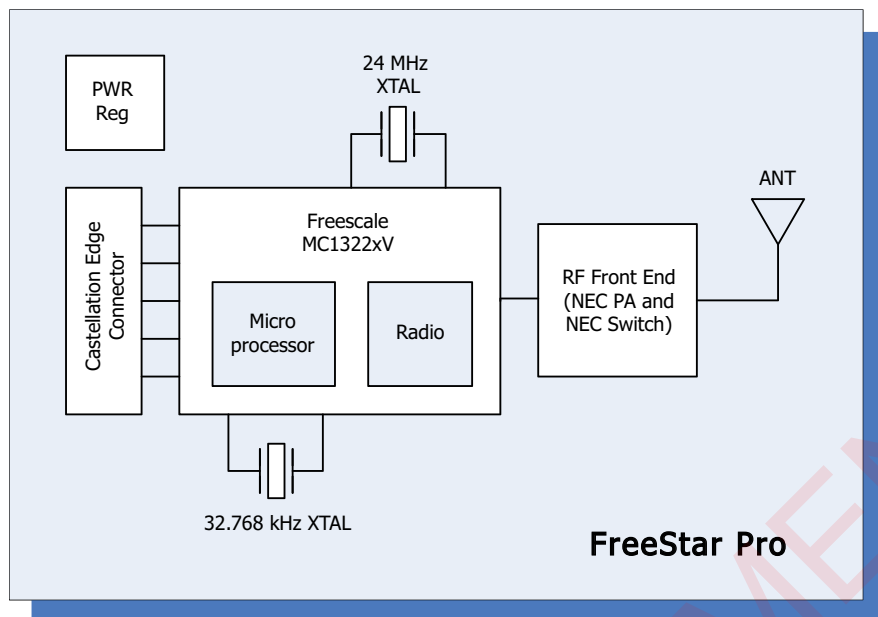 24 MHz
XTAL
PWR
Reg
ANT
Castellation Edge
Connector
Freescale
MC1322xV
Micro
processor
Radio
RF Front End
(NEC PA and
NEC Switch)
32.768 kHz XTAL
FreeStar Pro